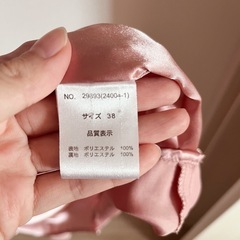 NO. 29893(24004-1)
サイズ 38
品質表示
表地 ポリエステル 100%
裏地 ポリエステル 100%